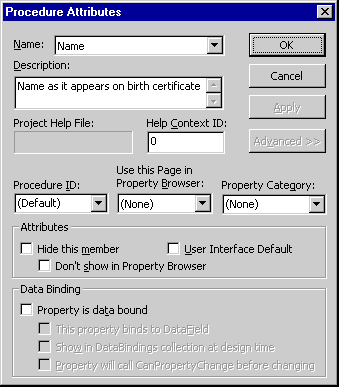 Procedure Attributes
Name:
Name
OK
Description:
Name as it appears on birth certificate
Cancel
Apply
Project Help File:
Help Context ID:
0
Advanced >>
Procedure ID:
Use this Page in
Property Browser:
Property Category:
(Default)
(None)
(None)
Attributes
Hide this member
User Interface Default
Don't show in Property Browser
Data Binding
Property is data bound
This property binds to DataField
Show in DataBindings collection at design time
Property will call CanPropertyChange before changing